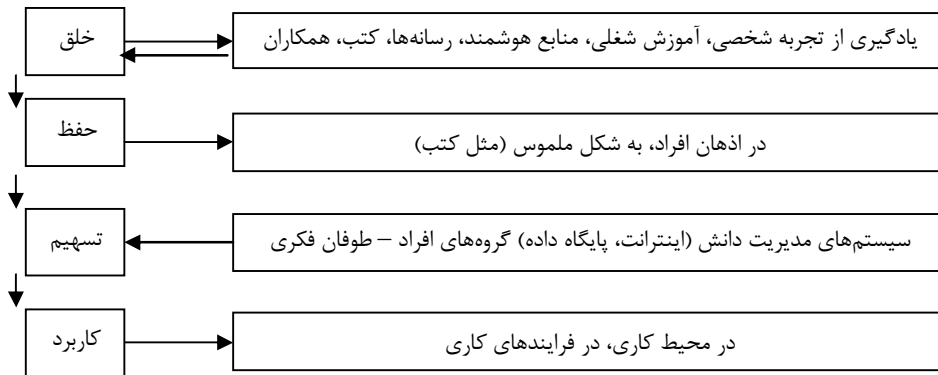 خلق
یادگیری از تجربه شخصی، آموزش شغلی، منابع هوشمند، رسانه‌ها، کتب، همکاران
حفظ
در اذهان افراد، به شکل ملموس (مثل کتب)
تسهیم
سیستم‌های مدیریت دانش (اینترانت، پایگاه داده) گروه‌های افراد – طوفان فکری
کاربرد
در محیط کاری، در فرایندهای کاری